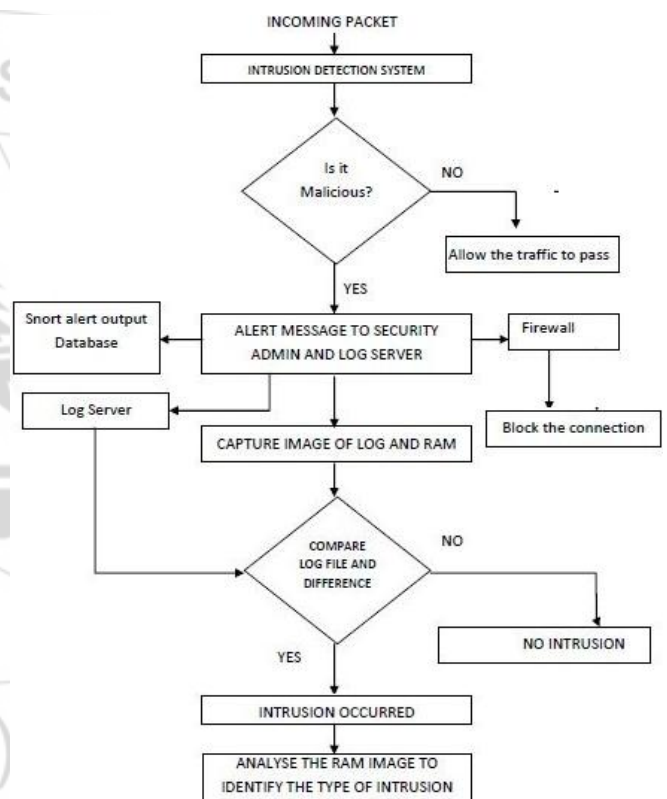 INCOMING PACKET
INTRUSION DETECTION SYSTEM
Is it
Malicious?
NO
Allow the traffic to pass
YES
Snort alert output
Database
ALERT MESSAGE TO SECURITY
ADMIN AND LOG SERVER
Firewall
Log Server
Block the connection
CAPTURE IMAGE OF LOG AND RAM
COMPARE
LOG FILE AND
DIFFERENCE
NO
NO INTRUSION
YES
INTRUSION OCCURRED
ANALYSE THE RAM IMAGE TO
IDENTIFY THE TYPE OF INTRUSION